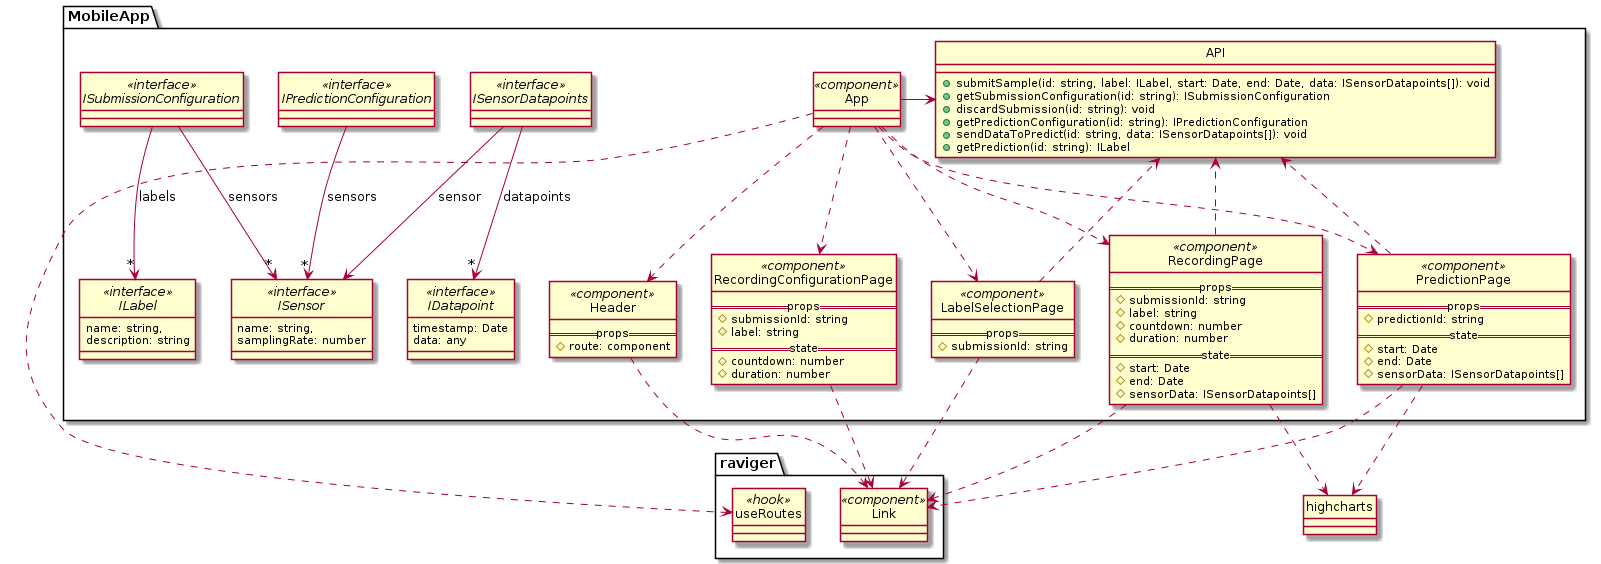 MobileApp
«interface»
ISubmissionConfiguration
«interface»
IPredictionConfiguration
«interface»
ISensorDatapoints
«component»
App
API
submitSample(id: string, label: ILabel, start: Date, end: Date, data: ISensorDatapoints[]): void
getSubmissionConfiguration(id: string): ISubmissionConfiguration
discardSubmission(id: string): void
getPredictionConfiguration(id: string): IPredictionConfiguration
sendDataToPredict(id: string, data: ISensorDatapoints[]): void
getPrediction(id: string): ILabel
labels
sensors
sensors
sensor
datapoints
*
*
*
*
«interface»
ILabel
name: string,
description: string
«interface»
ISensor
name: string,
samplingRate: number
«interface»
IDatapoint
timestamp: Date
data: any
«component»
Header
props
route: component
«component»
RecordingConfigurationPage
props
submissionId: string
label: string
state
countdown: number
duration: number
«component»
LabelSelectionPage
props
submissionId: string
«component»
RecordingPage
props
submissionId: string
label: string
countdown: number
duration: number
state
start: Date
end: Date
sensorData: ISensorDatapoints[]
«component»
PredictionPage
props
predictionId: string
state
start: Date
end: Date
sensorData: ISensorDatapoints[]
raviger
«hook»
useRoutes
«component»
Link
highcharts